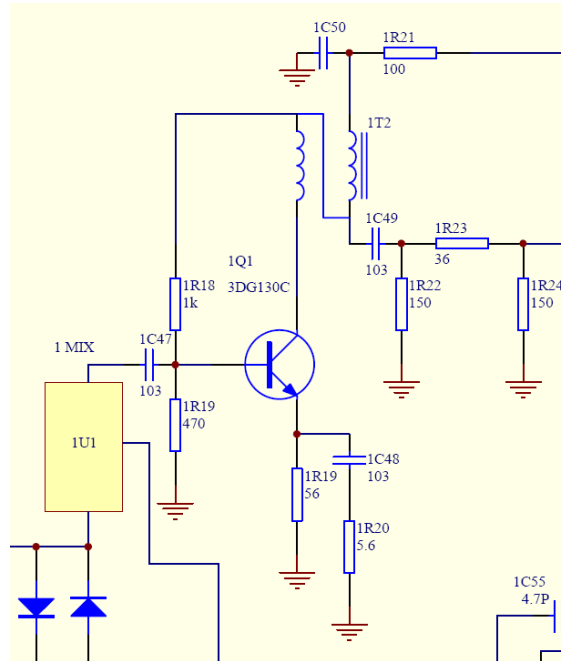 1C50
1R21
100
1T2
1C49
103
1R23
36
1Q1
3DG130C
1R18
1k
1R22
150
1R24
150
1 MIX
1C47
103
1R19
470
1U1
1C48
103
1R19
56
1R20
5.6
1C55
4.7P